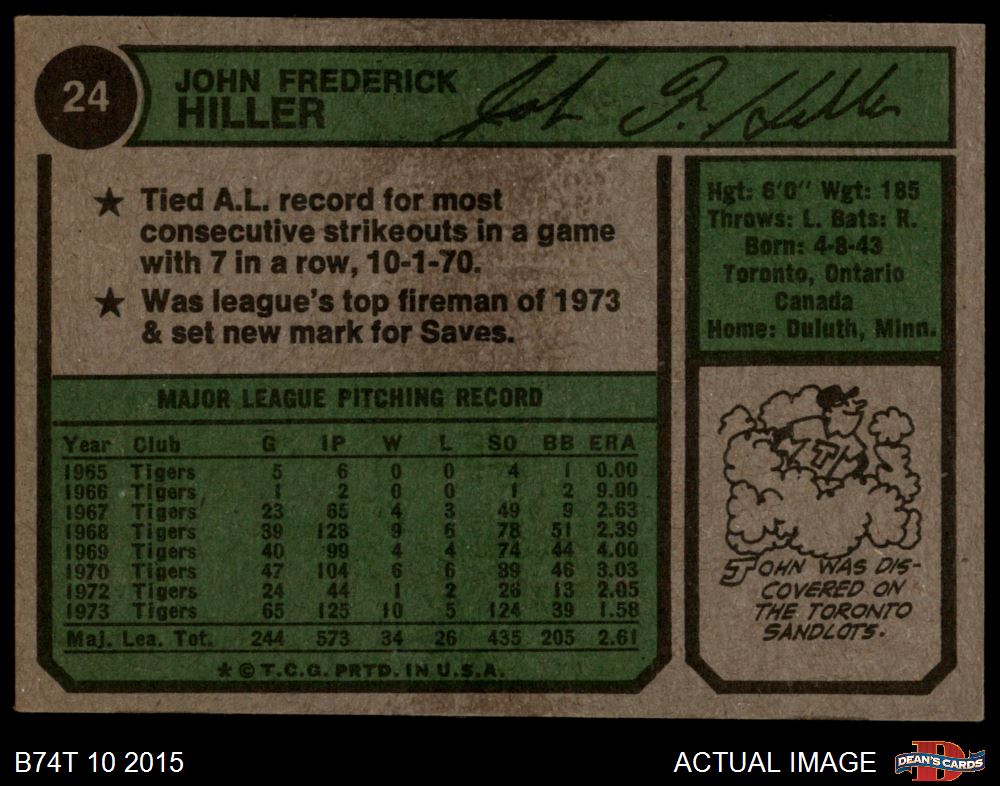 24
JOHN FREDERICK
HILLER
John F. Hiller
★ Tied A.L. record for most
consecutive strikeouts in a game
with 7 in a row, 10-1-70.
★ Was league's top fireman of 1973
& set new mark for Saves.
Hgt: 6'0" Wgt: 185
Throws: L. Bats: R.
Born: 4-8-43
Toronto, Ontario
Canada
Home: Duluth, Minn.
MAJOR LEAGUE PITCHING RECORD
Year Club G IP W L SO BB ERA
1965 Tigers 5 6 0 0 4 1 0.00
1966 Tigers 1 2 0 0 1 2 9.00
1967 Tigers 23 65 4 3 49 9 2.63
1968 Tigers 39 128 9 6 78 51 2.39
1969 Tigers 40 99 4 4 74 44 4.00
1970 Tigers 47 104 6 6 89 46 3.03
1972 Tigers 24 44 1 2 26 13 2.05
1973 Tigers 65 125 10 5 124 39 1.58
Maj. Lea. Tot. 244 573 34 26 435 205 2.61
* © T.C.G. PRTD. IN U.S.A.
JOHN WAS DIS-
COVERED ON
THE TORONTO
SANDLOTS.
B74T 10 2015
ACTUAL IMAGE
D
DEAN'S CARDS